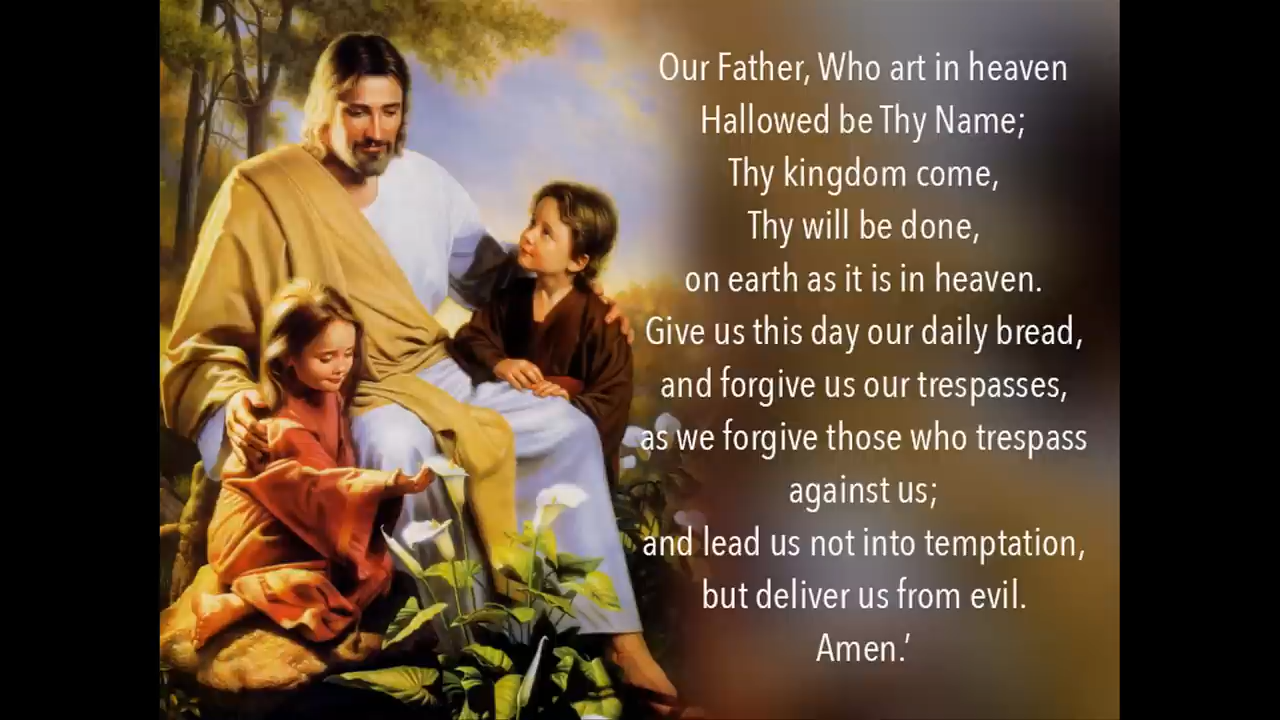 Our Father, Who art in heaven
Hallowed be Thy Name;
Thy kingdom come,
Thy will be done,
on earth as it is in heaven.
Give us this day our daily bread,
and forgive us our trespasses,
as we forgive those who trespass
against us;
and lead us not into temptation,
but deliver us from evil.
Amen.’